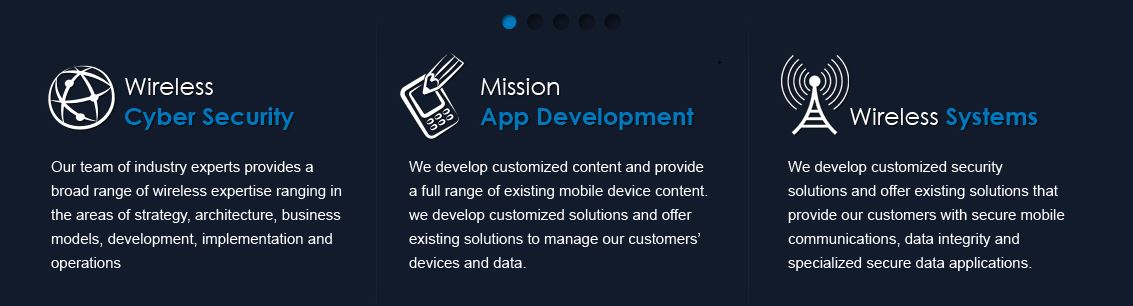 Wireless
Cyber Security
Our team of industry experts provides a
broad range of wireless expertise ranging in
the areas of strategy, architecture, business
models, development, implementation and
operations
Mission
App Development
We develop customized content and provide
a full range of existing mobile device content.
we develop customized solutions and offer
existing solutions to manage our customers’
devices and data.
Wireless Systems
We develop customized security
solutions and offer existing solutions that
provide our customers with secure mobile
communications, data integrity and
specialized secure data applications.